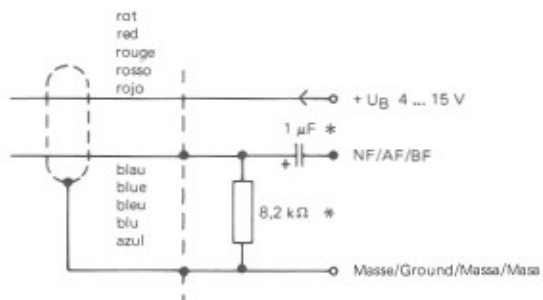 rot
red
rouge
rosso
rojo
+ UB 4 .... 15 V
1 µF *
+
NF/AF/BF
blau
blue
bleu
blu
azul
8,2 kΩ *
Masse/Ground/Massa/Masa